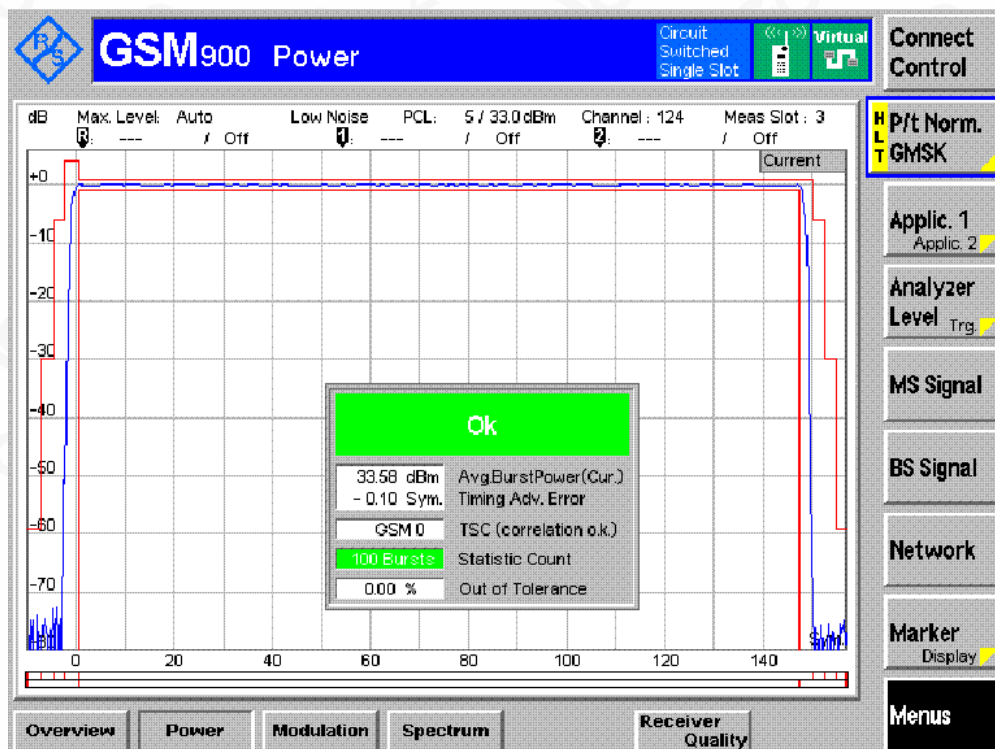 R/S
GSM900 Power
Circuit
Switched
Single Slot
Virtual
Connect
Control
dB Max. Level: Auto Low Noise PCL: 5 / 33.0 dBm Channel : 124 Meas Slot : 3
R: --- / Off 1: --- / Off 2: --- / Off
Current
HLT
P/t Norm.
GMSK
Applic. 1
Applic. 2
Analyzer
Level Trg.
MS Signal
BS Signal
Network
Marker
Display
Menus
+0
-10
-20
-30
-40
-50
-60
-70
-80
Ok
33.58 dBm Avg.BurstPower(Cur.)
- 0.10 Sym. Timing Adv. Error
GSM 0 TSC (correlation o.k.)
100 Bursts Statistic Count
0.00 % Out of Tolerance
Sym.
0 20 40 60 80 100 120 140
Overview Power Modulation Spectrum Receiver
Quality